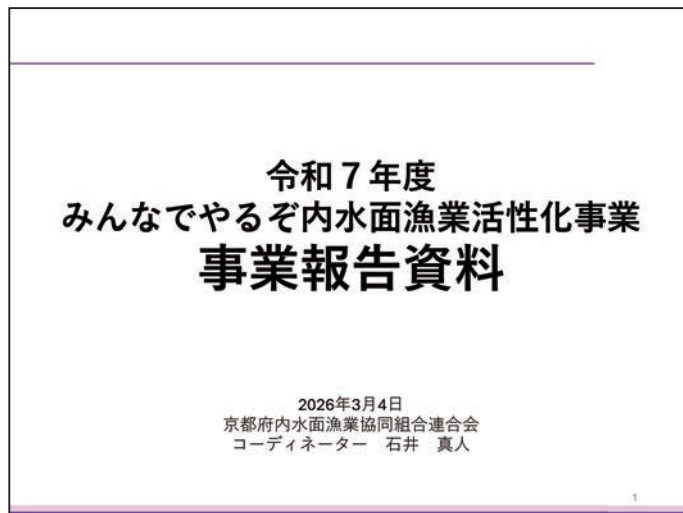 令和７年度
みんなでやるぞ内水面漁業活性化事業
事業報告資料
2026年3月4日
京都府内水面漁業協同組合連合会
コーディネーター　石井　真人
1